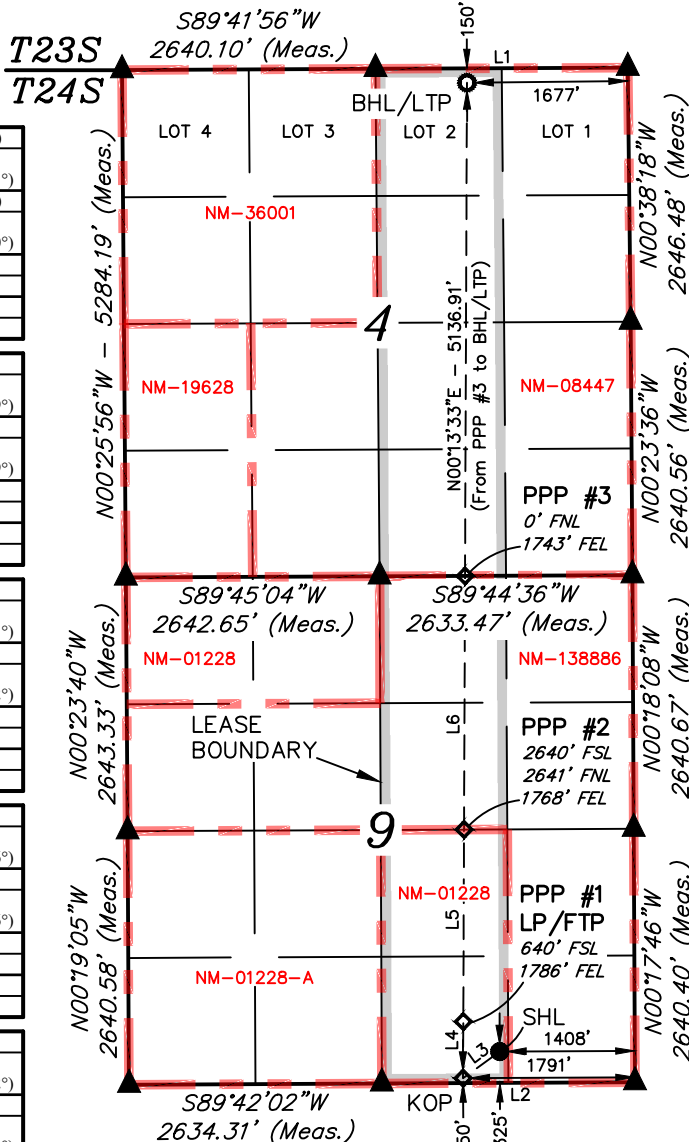 S89°41'56"W
2640.10' (Meas.)
150'
T23S
T24S
L1
1677'
BHL/LTP
LOT 4
LOT 3
LOT 2
LOT 1
NM-36001
N00°25'56"W - 5284.19' (Meas.)
N00°38'18"W
2646.48' (Meas.)
4
N00°13'33"E - 5136.91'
(From PPP #3 to BHL/LTP)
NM-19628
NM-08447
N00°23'36"W
2640.56' (Meas.)
PPP #3
0' FNL
1743' FEL
S89°45'04"W
2642.65' (Meas.)
S89°44'36"W
2633.47' (Meas.)
NM-01228
NM-138886
N00°23'40"W
2643.33' (Meas.)
N00°18'08"W
2640.67' (Meas.)
LEASE
BOUNDARY
L6
PPP #2
2640' FSL
2641' FNL
1768' FEL
9
NM-01228
L5
PPP #1
LP/FTP
640' FSL
1786' FEL
N00°19'05"W
2640.58' (Meas.)
N00°17'46"W
2640.40' (Meas.)
NM-01228-A
SHL
L4
L3
1408'
1791'
KOP
L2
S89°42'02"W
2634.31' (Meas.)